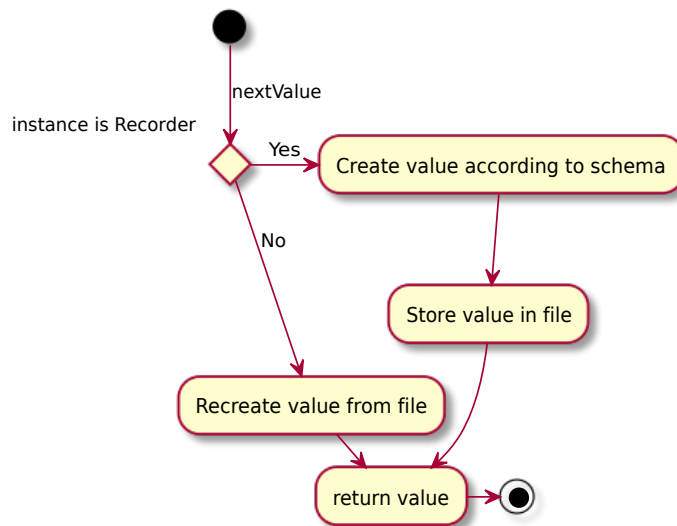 nextValue
instance is Recorder
Yes
Create value according to schema
No
Store value in file
Recreate value from file
return value